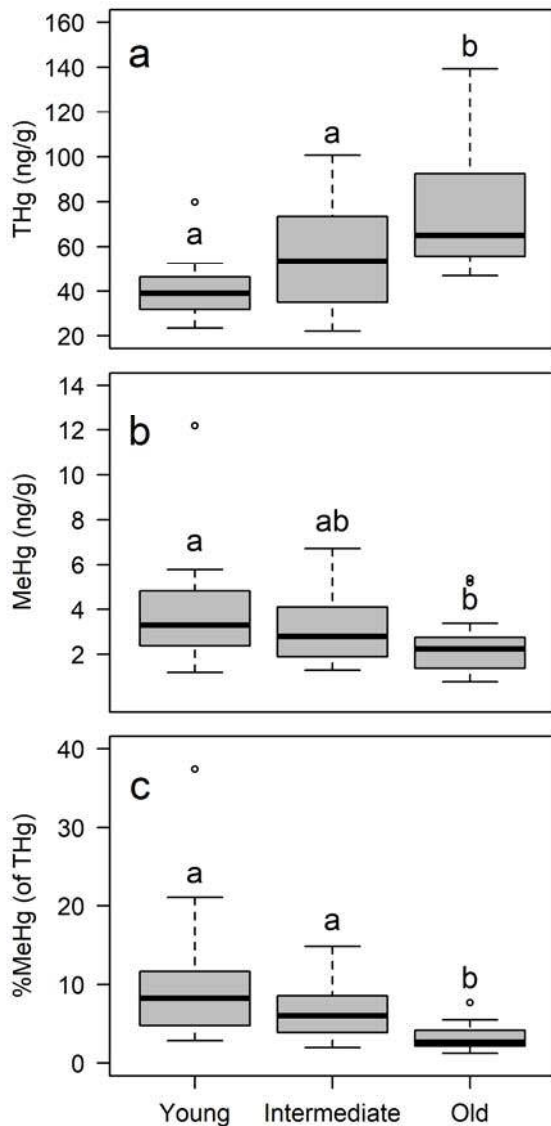 160
140
120
100
80
60
40
20
THg (ng/g)
a
a
a
b
14
12
10
8
6
4
2
MeHg (ng/g)
b
a
ab
b
40
30
20
10
0
%MeHg (of THg)
c
a
a
b
Young Intermediate Old